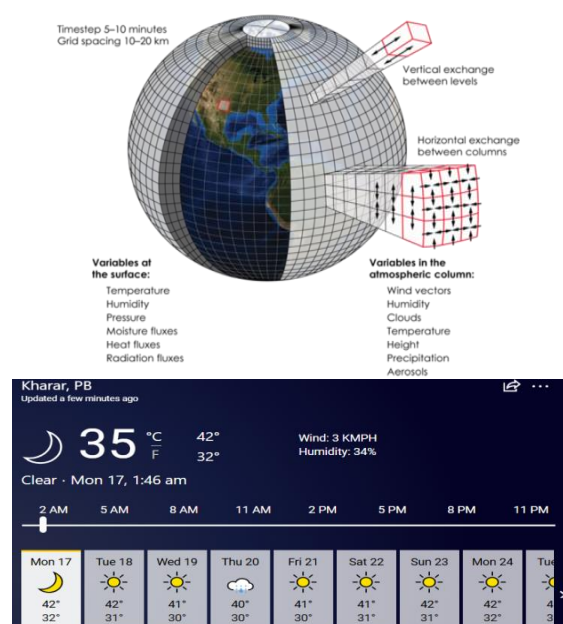 Timestep 5–10 minutes
Grid spacing 10–20 km
Vertical exchange
between levels
Horizontal exchange
between columns
Variables at
the surface:
Temperature
Humidity
Pressure
Moisture fluxes
Heat fluxes
Radiation fluxes
Variables in the
atmospheric column:
Wind vectors
Humidity
Clouds
Temperature
Height
Precipitation
Aerosols
Kharar, PB
Updated a few minutes ago
35 °C F 42° 32°
Wind: 3 KMPH
Humidity: 34%
Clear · Mon 17, 1:46 am
2 AM 5 AM 8 AM 11 AM 2 PM 5 PM 8 PM 11 PM
Mon 17 Tue 18 Wed 19 Thu 20 Fri 21 Sat 22 Sun 23 Mon 24 Tue
42° 42° 41° 40° 41° 41° 42° 42° 4
32° 31° 30° 30° 30° 31° 31° 32° 3